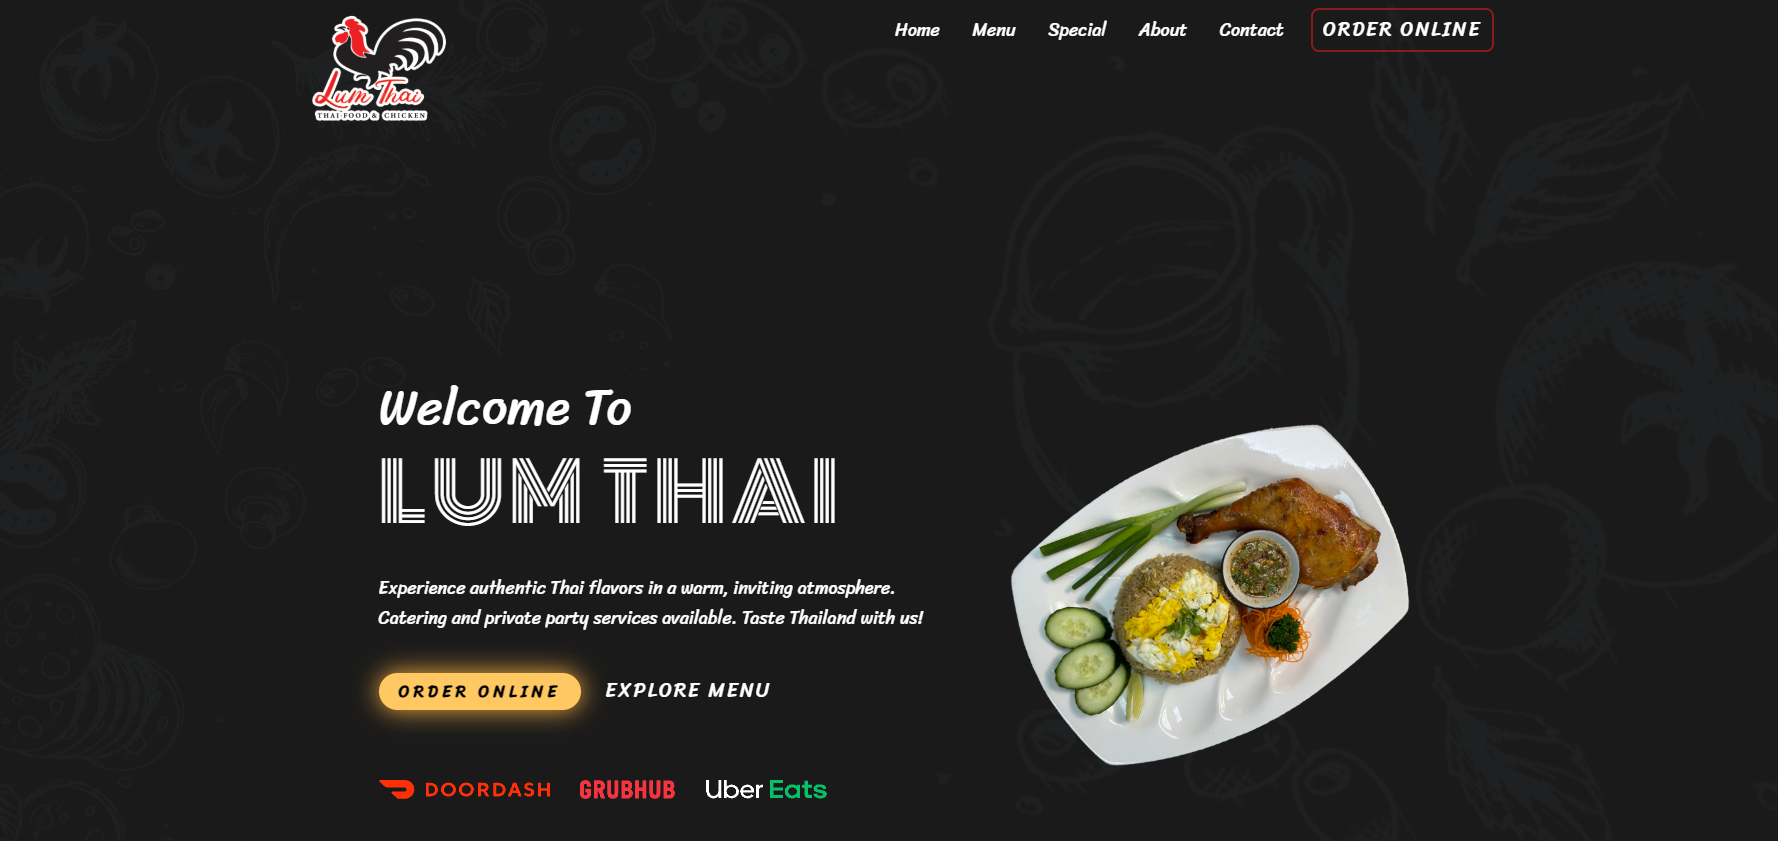 Lum Thai
THAI FOOD & CHICKEN
Home Menu Special About Contact ORDER ONLINE
Welcome To
LUM THAI
Experience authentic Thai flavors in a warm, inviting atmosphere.
Catering and private party services available. Taste Thailand with us!
ORDER ONLINE EXPLORE MENU
DOORDASH GRUBHUB Uber Eats